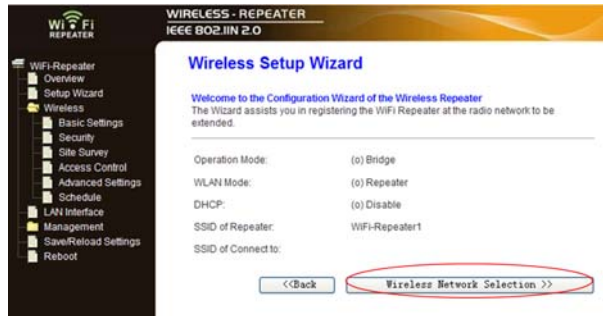 Wi Fi
REPEATER
WIRELESS - REPEATER
IEEE 802.11N 2.0
WiFi-Repeater
Overview
Setup Wizard
Wireless
Basic Settings
Security
Site Survey
Access Control
Advanced Settings
Schedule
LAN Interface
Management
Save/Reload Settings
Reboot
Wireless Setup Wizard
Welcome to the Configuration Wizard of the Wireless Repeater
The Wizard assists you in registering the WiFi Repeater at the radio network to be
extended.
Operation Mode: (o) Bridge
WLAN Mode: (o) Repeater
DHCP: (o) Disable
SSID of Repeater: WiFi-Repeater1
SSID of Connect to:
<<Back Wireless Network Selection >>